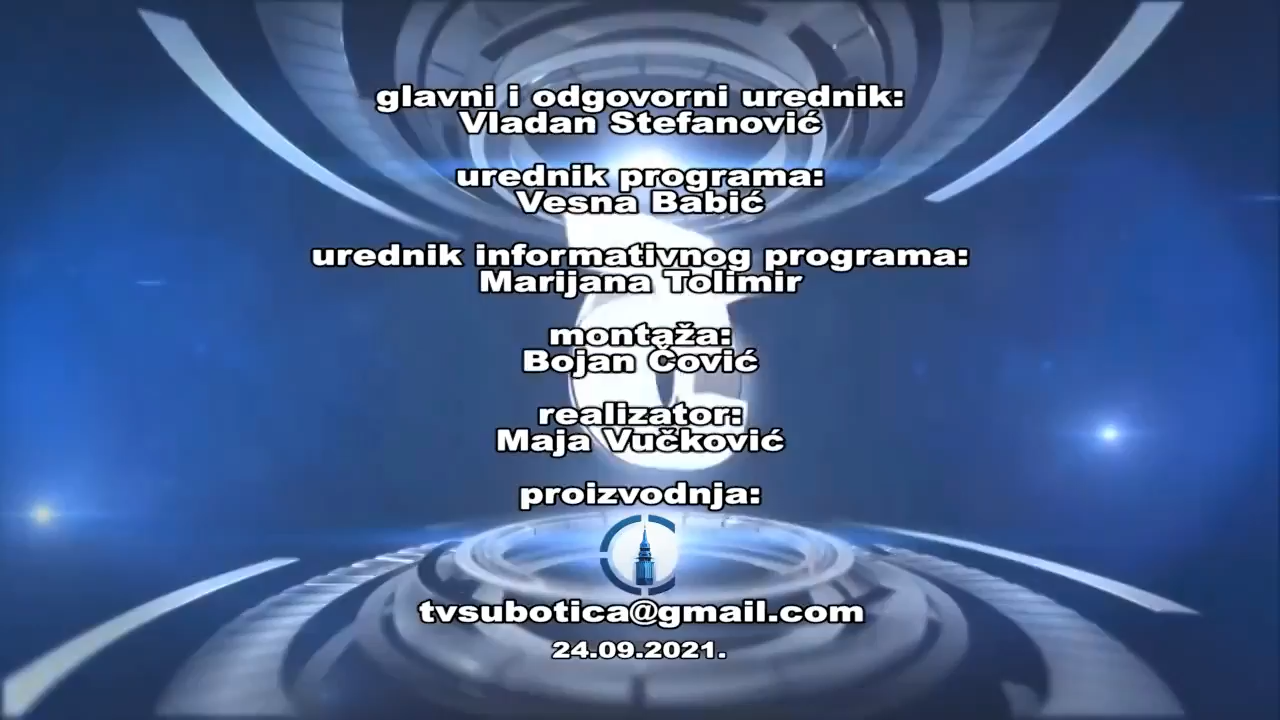 glavni i odgovorni urednik:
Vladan Stefanović
urednik programa:
Vesna Babić
urednik informativnog programa:
Marijana Tolimir
montaža:
Bojan Čović
realizator:
Maja Vučković
proizvodnja:
tvsubotica@gmail.com
24.09.2021.